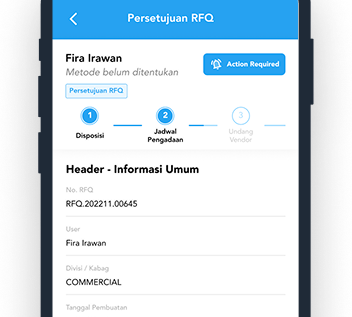 Persetujuan RFQ
Fira Irawan
Metode belum ditentukan
Action Required
Persetujuan RFQ
1
2
3
Disposisi
Jadwal
Pengadaan
Undang
Vendor
Header - Informasi Umum
No. RFQ
RFQ.202211.00645
User
Fira Irawan
Divisi / Kabag
COMMERCIAL
Tanggal Pembuatan